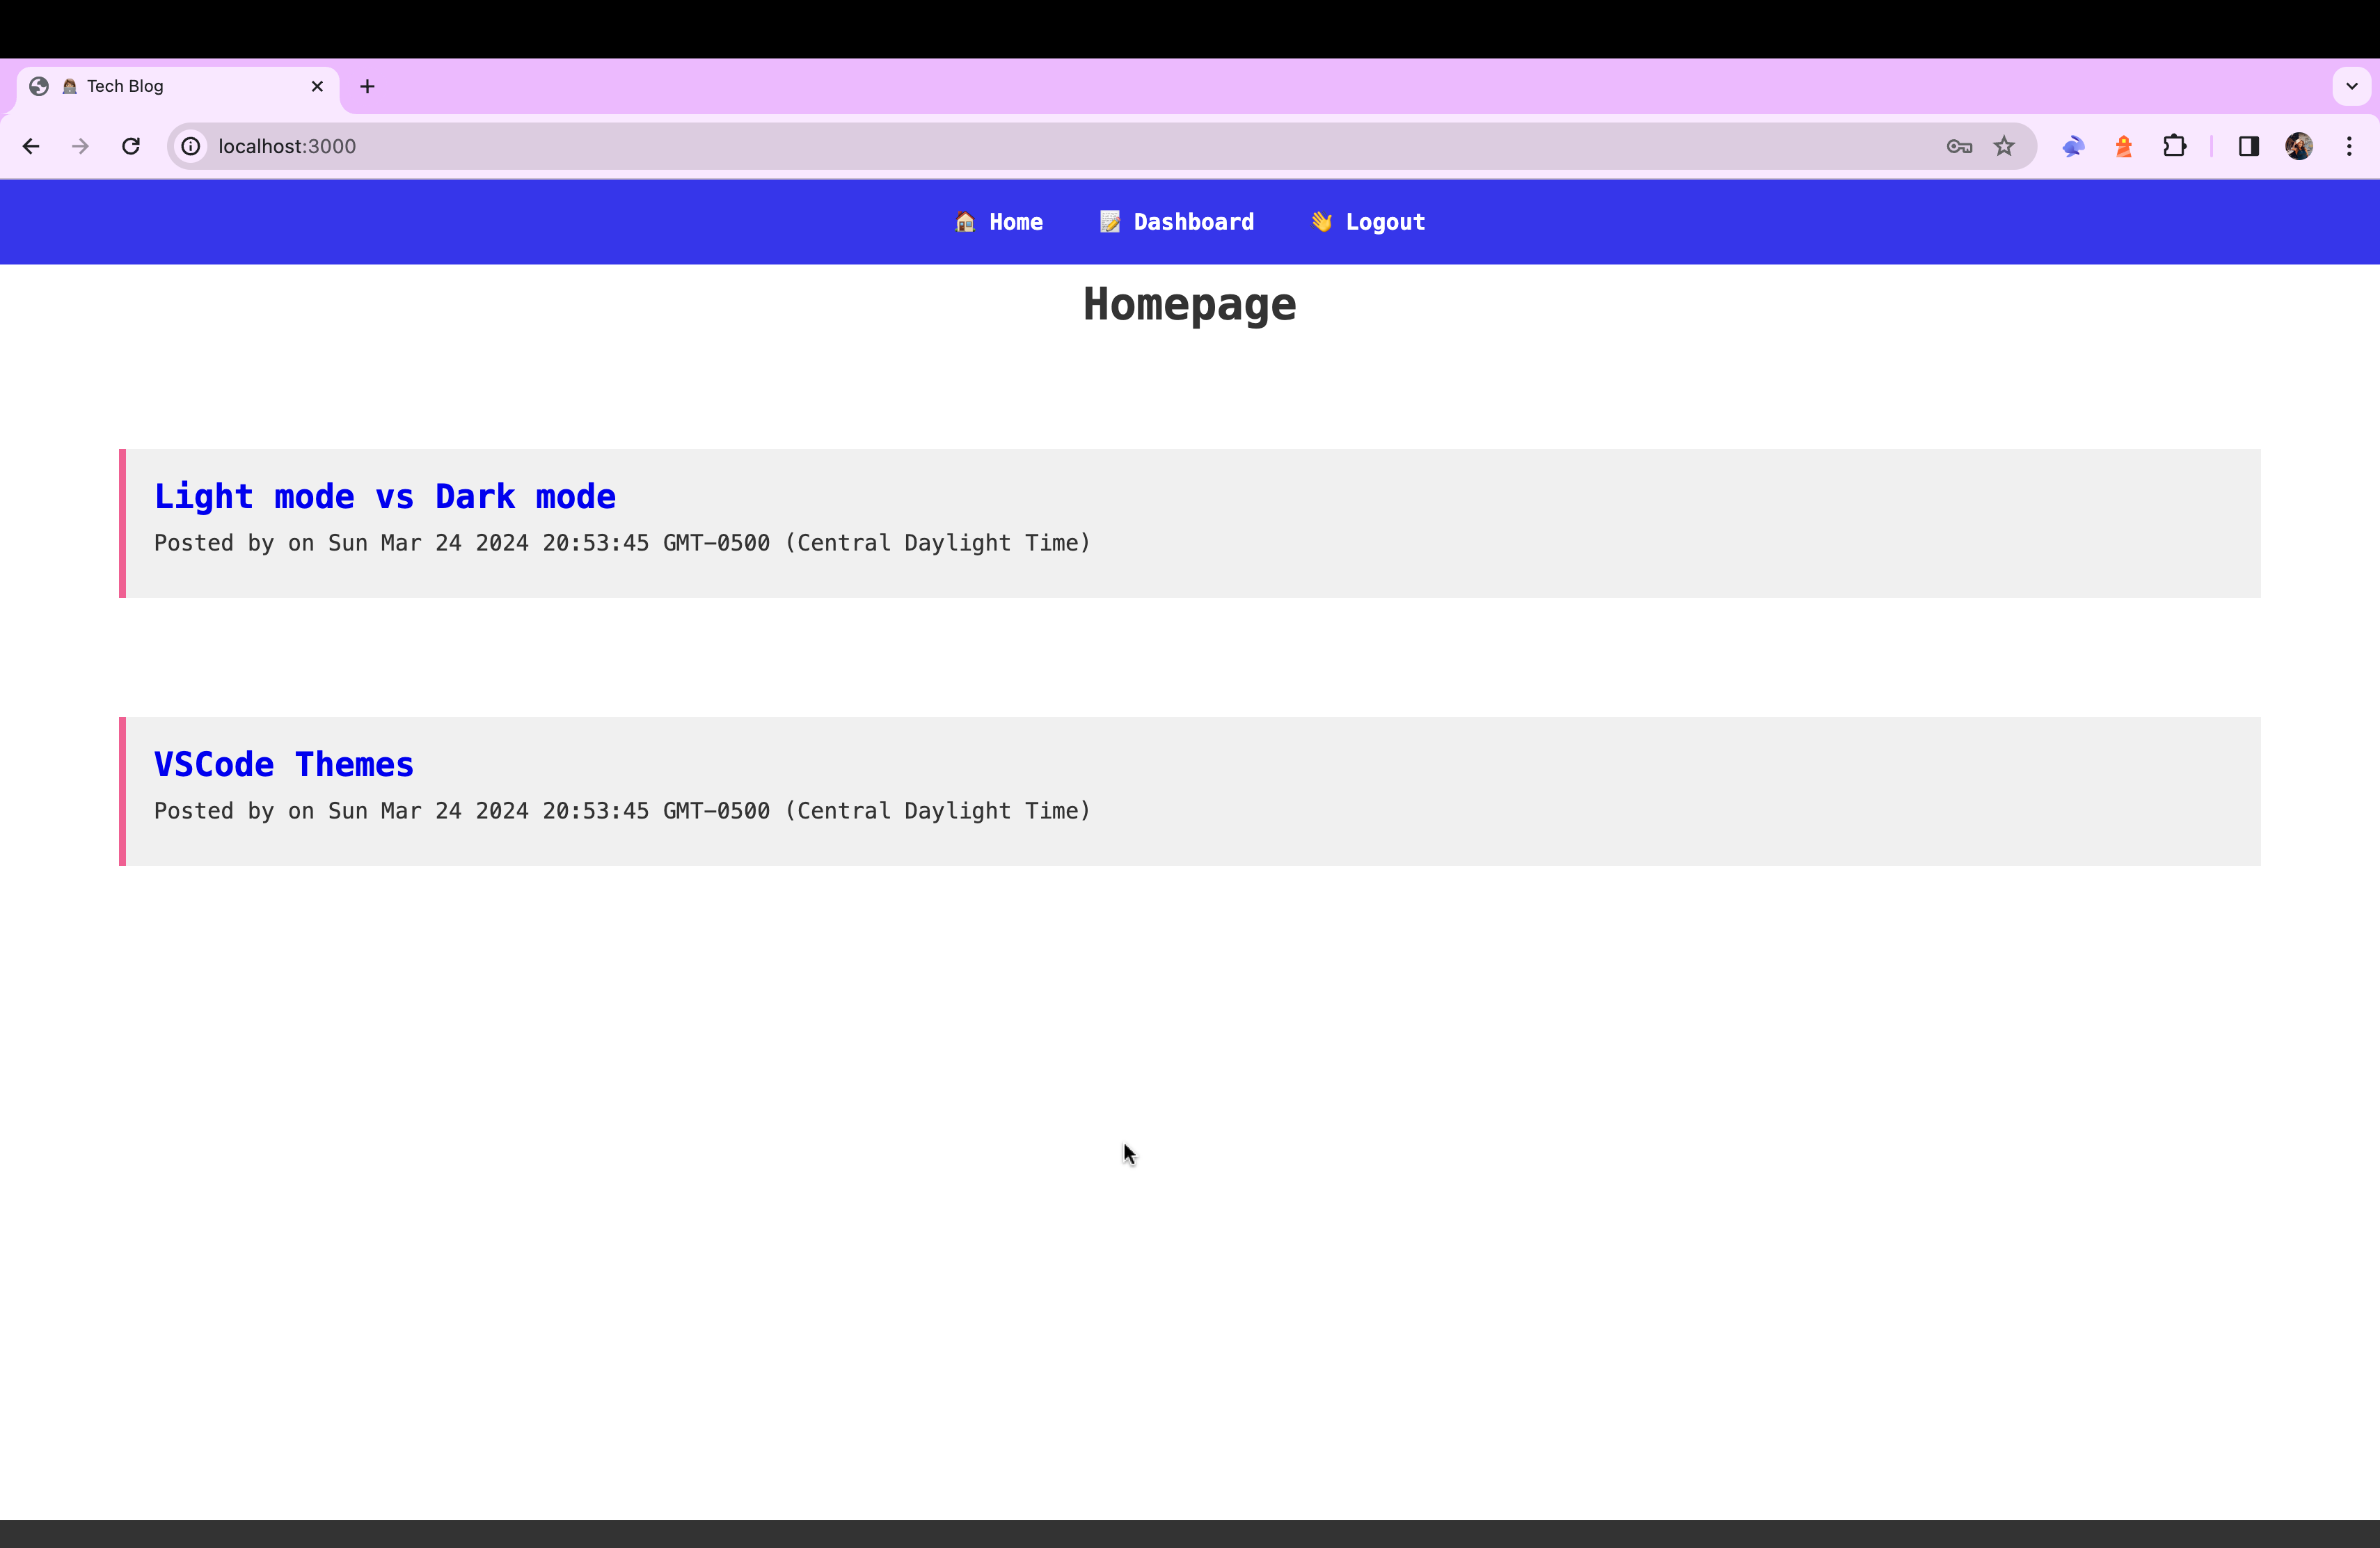 Tech Blog
localhost:3000
Home Dashboard Logout
Homepage
Light mode vs Dark mode
Posted by on Sun Mar 24 2024 20:53:45 GMT-0500 (Central Daylight Time)
VSCode Themes
Posted by on Sun Mar 24 2024 20:53:45 GMT-0500 (Central Daylight Time)